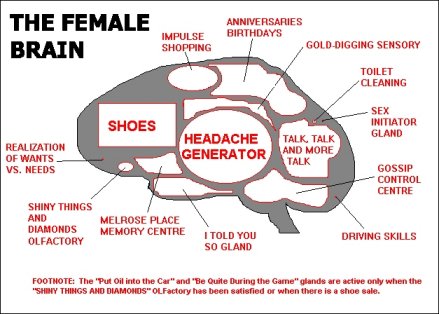 THE FEMALE
BRAIN
IMPULSE
SHOPPING
ANNIVERSARIES
BIRTHDAYS
GOLD-DIGGING SENSORY
TOILET
CLEANING
SEX
INITIATOR
GLAND
SHOES
HEADACHE
GENERATOR
TALK, TALK
AND MORE
TALK
REALIZATION
OF WANTS
VS. NEEDS
GOSSIP
CONTROL
CENTRE
SHINY THINGS
AND
DIAMONDS
OLFACTORY
MELROSE PLACE
MEMORY CENTRE
I TOLD YOU
SO GLAND
DRIVING SKILLS
FOOTNOTE: The "Put Oil into the Car" and "Be Quite During the Game" glands are active only when the
"SHINY THINGS AND DIAMONDS" OLFactory has been satisfied or when there is a shoe sale.